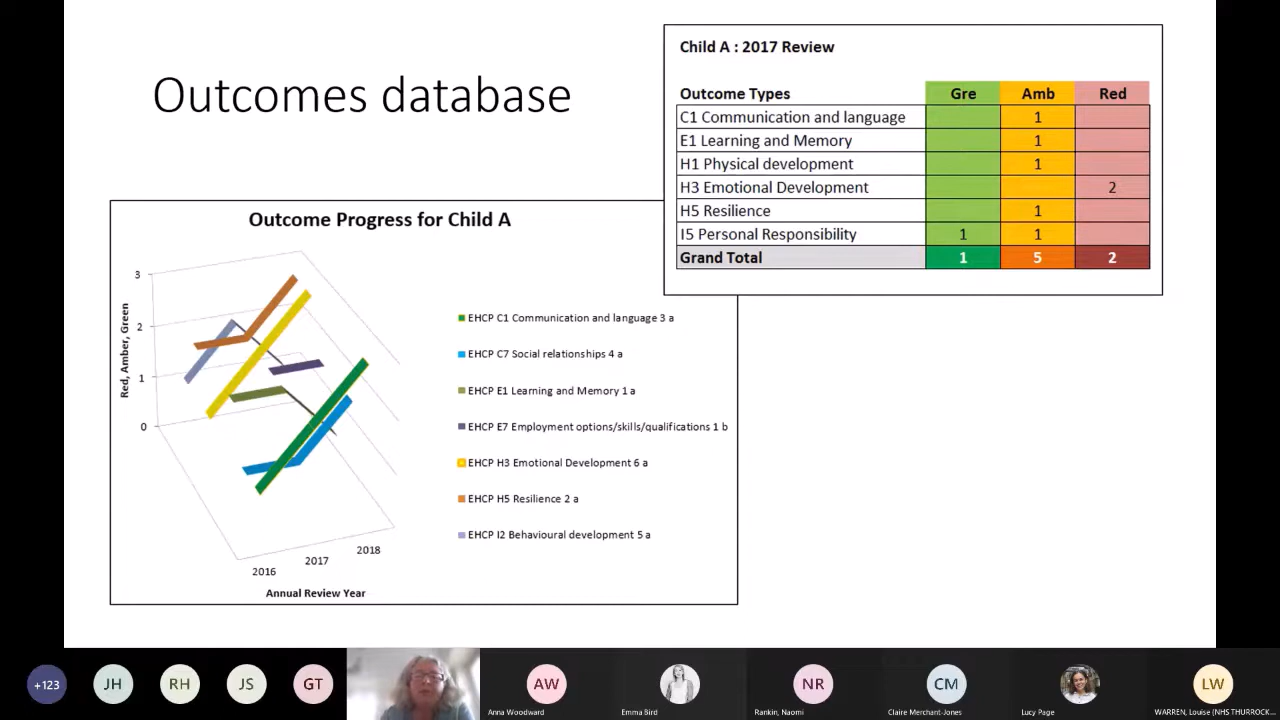 Outcomes database
Child A : 2017 Review
Outcome Types Gre Amb Red
C1 Communication and language 1
E1 Learning and Memory 1
H1 Physical development 1
H3 Emotional Development 2
H5 Resilience 1
I5 Personal Responsibility 1 1
Grand Total 1 5 2
Outcome Progress for Child A
Red, Amber, Green
3
2
1
0
2016
2017
2018
Annual Review Year
EHCP C1 Communication and language 3 a
EHCP C7 Social relationships 4 a
EHCP E1 Learning and Memory 1 a
EHCP E7 Employment options/skills/qualifications 1 b
EHCP H3 Emotional Development 6 a
EHCP H5 Resilience 2 a
EHCP I2 Behavioural development 5 a
+123
JH
RH
JS
GT
AW
Anna Woodward
Emma Bird
NR
Rankin, Naomi
CM
Claire Merchant-Jones
Lucy Page
LW
WARREN, Louise (NHS THURROCK...